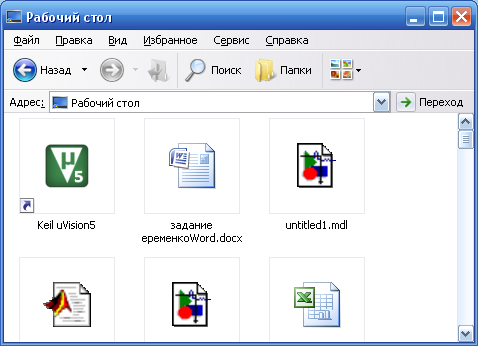 Рабочий стол
Файл Правка Вид Избранное Сервис Справка
Назад Поиск Папки
Адрес: Рабочий стол Переход
μ
V5
Keil uVision5
W
задание
еременкоWord.docx
untitled1.mdl
X